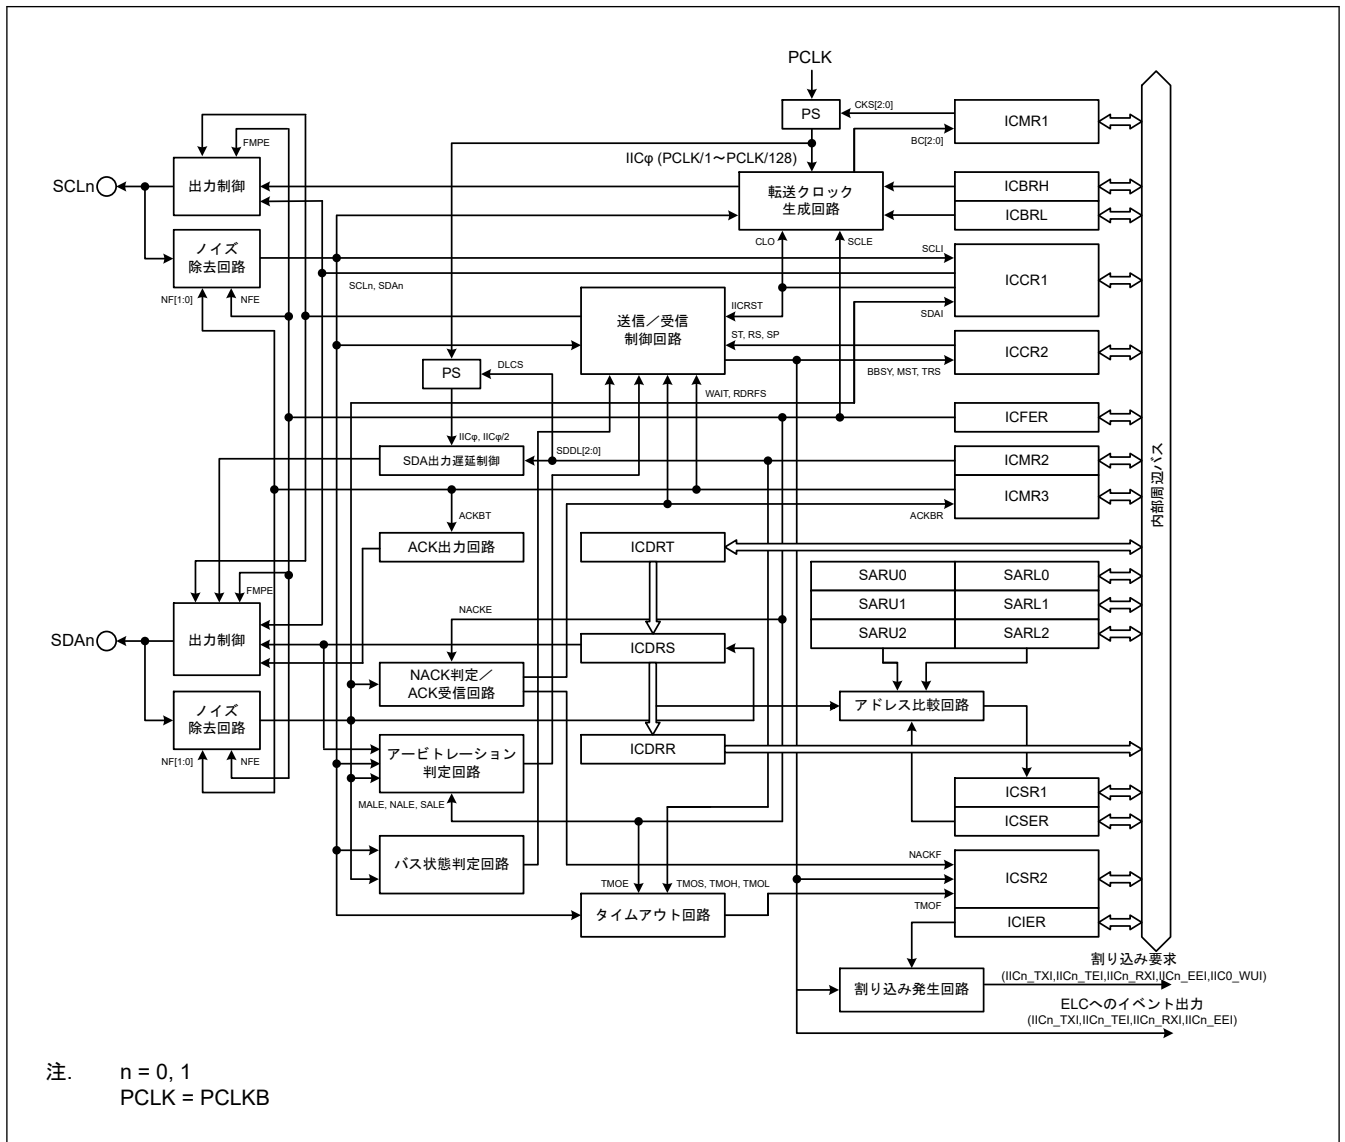 PCLK
PS
CKS[2:0]
ICMR1
BC[2:0]
FMPE
IICφ (PCLK/1～PCLK/128)
SCLn
出力制御
転送クロック
生成回路
ICBRH
ICBRL
ノイズ
除去回路
CLO
SCLE
SCLI
ICCR1
NF[1:0]
NFE
SCLn, SDAn
IICRST
SDAI
送信／受信
制御回路
ST, RS, SP
ICCR2
BBSY, MST, TRS
PS
DLCS
WAIT, RDRFS
ICFER
IICφ, IICφ/2
SDDL[2:0]
SDA出力遅延制御
ICMR2
ICMR3
ACKBT
ACKBR
内部周辺バス
ACK出力回路
ICDRT
SARU0
SARL0
FMPE
SARU1
SARL1
NACKE
SDAn
出力制御
ICDRS
SARU2
SARL2
NACK判定／
ACK受信回路
アドレス比較回路
ノイズ
除去回路
アービトレーション
判定回路
ICDRR
NF[1:0]
NFE
ICSR1
MALE, NALE, SALE
ICSER
バス状態判定回路
NACKF
ICSR2
TMOE
TMOS, TMOH, TMOL
TMOF
タイムアウト回路
ICIER
割り込み要求
(IICn_TXI,IICn_TEI,IICn_RXI,IICn_EEI,IIC0_WUI)
割り込み発生回路
ELCへのイベント出力
(IICn_TXI,IICn_TEI,IICn_RXI,IICn_EEI)
注. n = 0, 1
PCLK = PCLKB